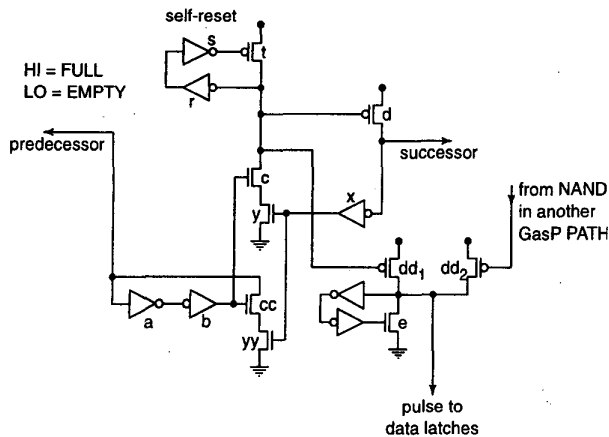 self-reset
s
t
HI = FULL
LO = EMPTY
r
d
predecessor
successor
c
x
y
from NAND
in another
GasP PATH
dd1
dd2
cc
a
b
e
yy
pulse to
data latches